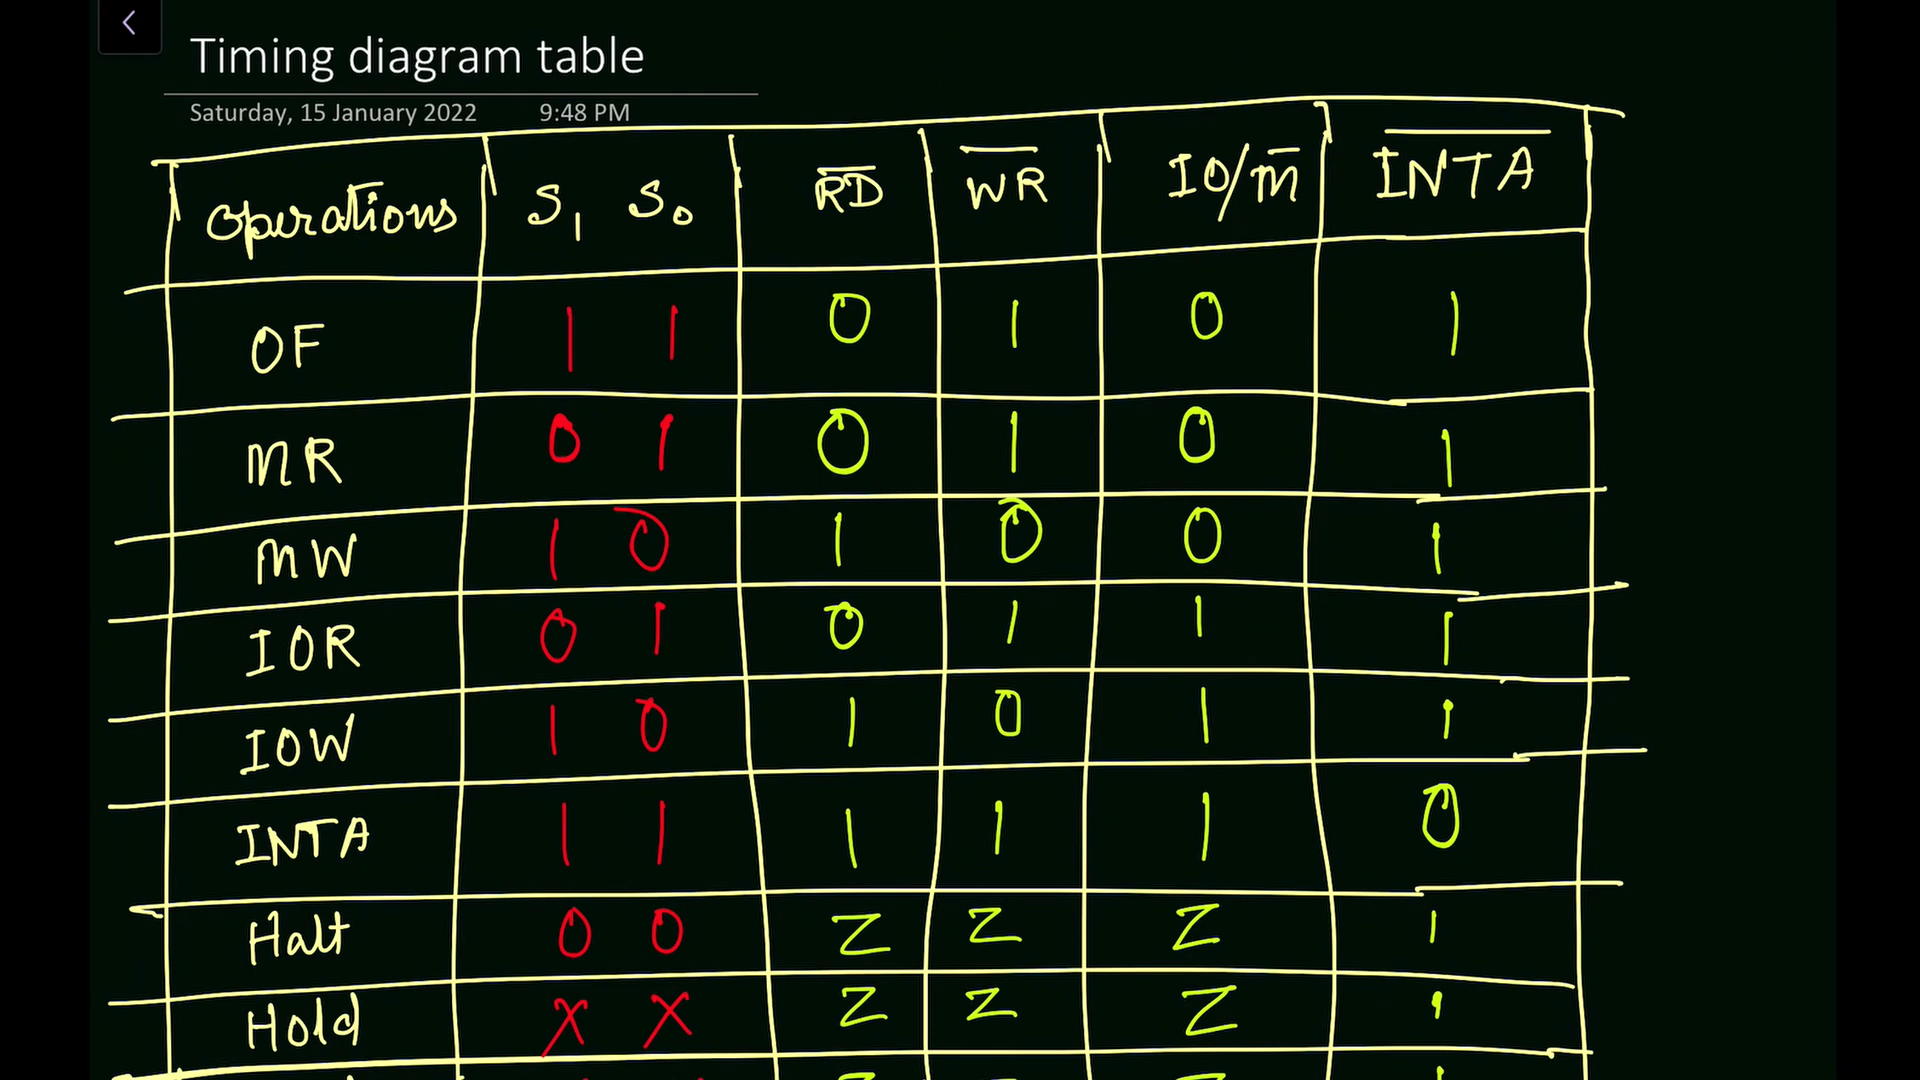 Timing diagram table
Saturday, 15 January 2022 9:48 PM
Operations S₁ S₀ R̅D̅ W̅R̅ IO/m̅ I̅N̅T̅A̅
OF 1 1 0 1 0 1
MR 0 1 0 1 0 1
MW 1 0 1 0 0 1
IOR 0 1 0 1 1 1
IOW 1 0 1 0 1 1
INTA 1 1 1 1 1 0
Halt 0 0 Z Z Z 1
Hold X X Z Z Z 1